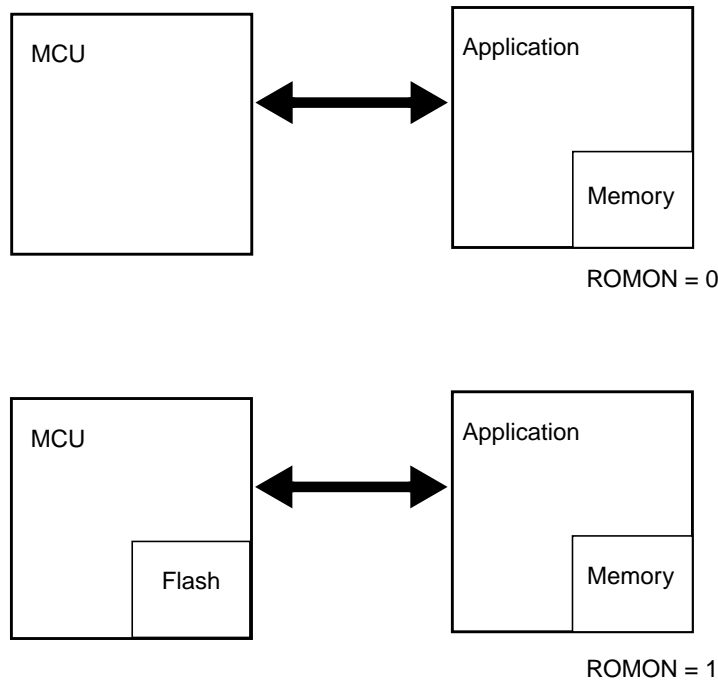 MCU
Application
Memory
ROMON = 0
MCU
Application
Flash
Memory
ROMON = 1